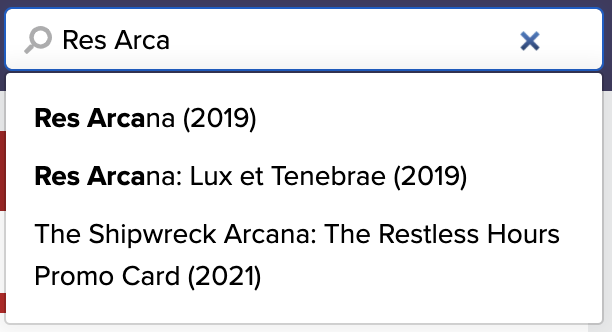 Res Arca
Res Arcana (2019)
Res Arcana: Lux et Tenebrae (2019)
The Shipwreck Arcana: The Restless Hours
Promo Card (2021)